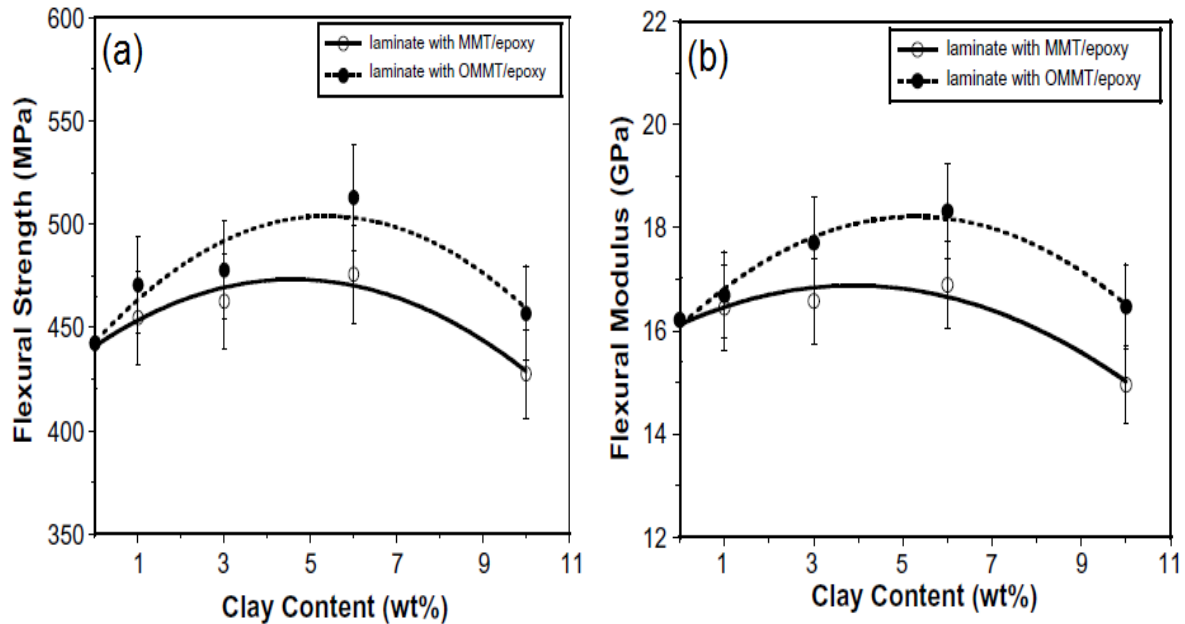 (a)
laminate with MMT/epoxy
laminate with OMMT/epoxy
Flexural Strength (MPa)
600
550
500
450
400
350
1 3 5 7 9 11
Clay Content (wt%)
(b)
laminate with MMT/epoxy
laminate with OMMT/epoxy
Flexural Modulus (GPa)
22
20
18
16
14
12
1 3 5 7 9 11
Clay Content (wt%)